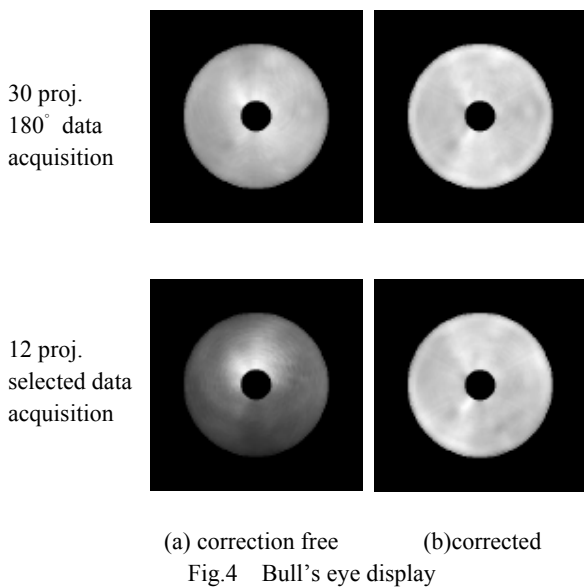 30 proj.
180° data
acquisition
12 proj.
selected data
acquisition
(a) correction free (b)corrected
Fig.4 Bull's eye display